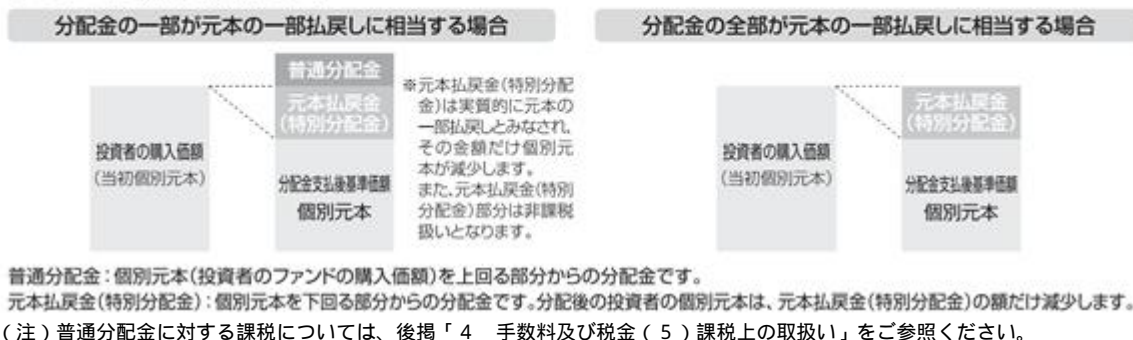 分配金の一部が元本の一部払戻しに相当する場合
普通分配金
元本払戻金
(特別分配金)
投資者の購入価額
(当初個別元本)
分配金支払後基準価額
個別元本
※元本払戻金(特別分配
金)は実質的に元本の
一部払戻しとみなされ、
その金額だけ個別元
本が減少します。
また、元本払戻金(特別
分配金)部分は非課税
扱いとなります。
分配金の全部が元本の一部払戻しに相当する場合
元本払戻金
(特別分配金)
投資者の購入価額
(当初個別元本)
分配金支払後基準価額
個別元本
普通分配金:個別元本(投資者のファンドの購入価額)を上回る部分からの分配金です。
元本払戻金(特別分配金):個別元本を下回る部分からの分配金です。分配後の投資者の個別元本は、元本払戻金(特別分配金)の額だけ減少します。
(注)普通分配金に対する課税については、後掲「4 手数料及び税金(5)課税上の取扱い」をご参照ください。